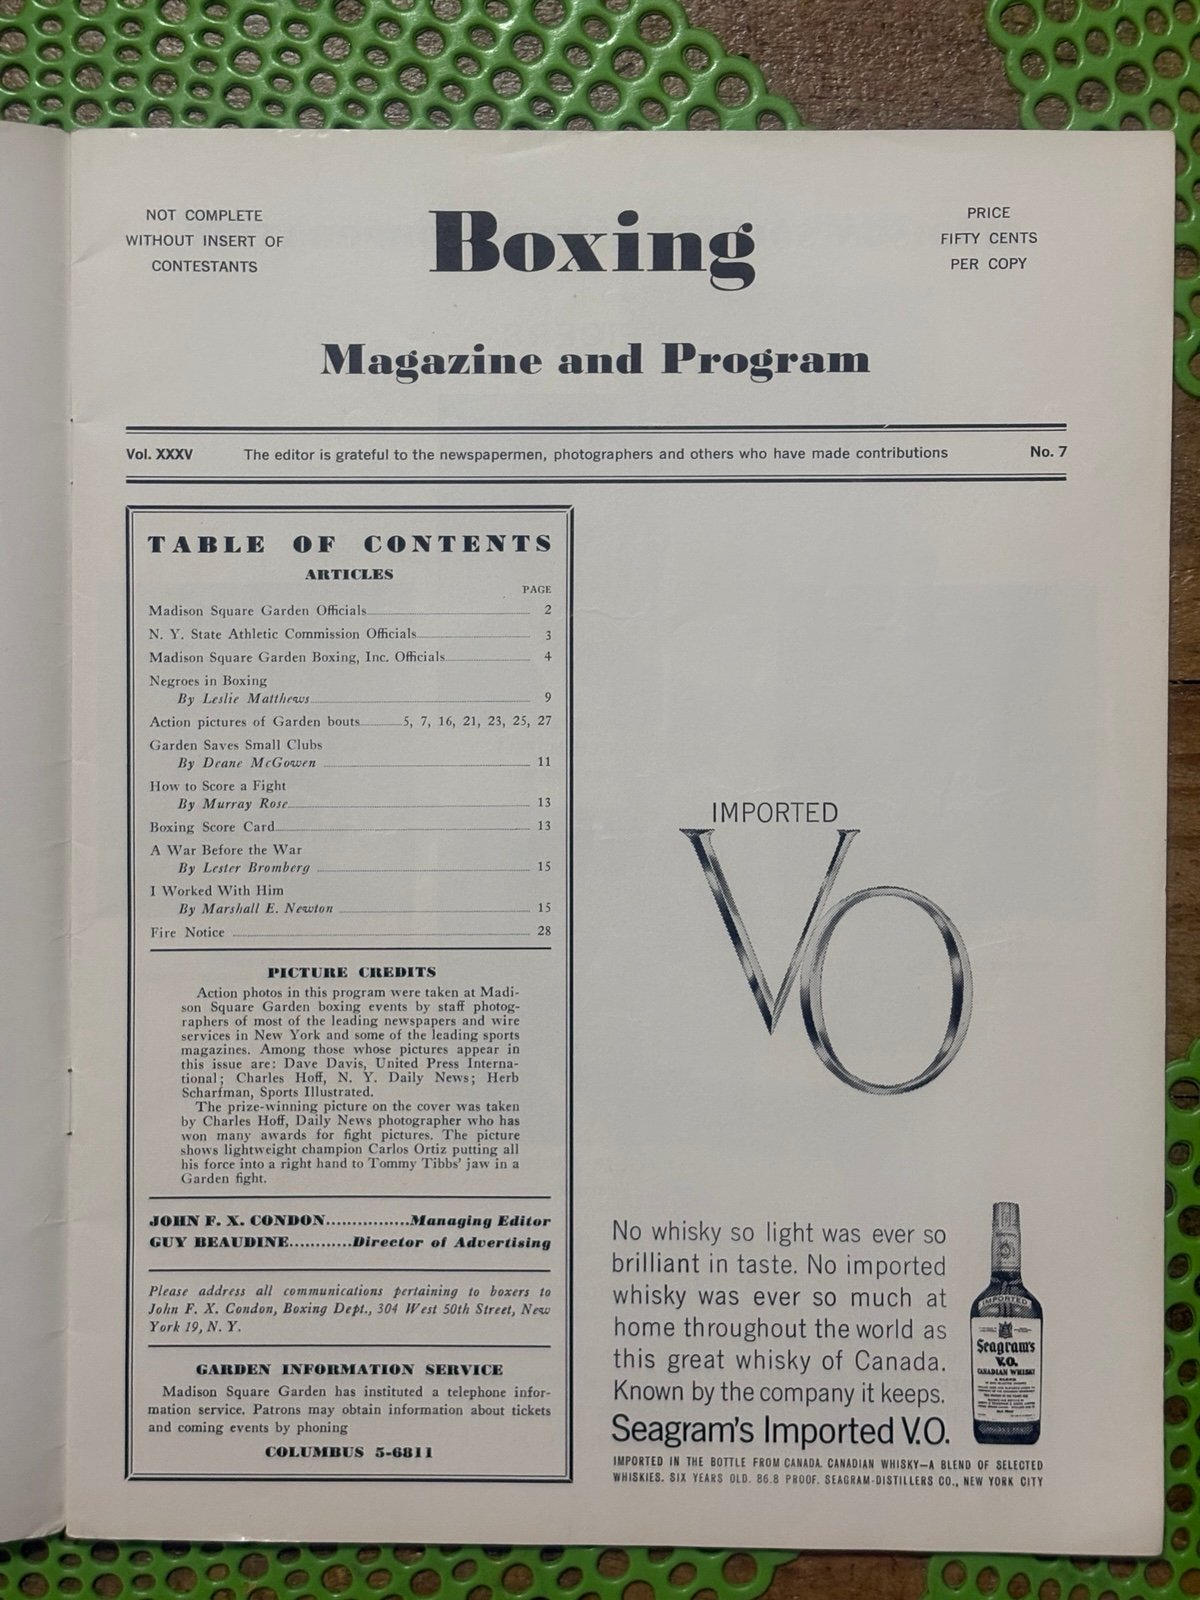 NOT COMPLETE
WITHOUT INSERT OF
CONTESTANTS
Boxing
PRICE
FIFTY CENTS
PER COPY
Magazine and Program
Vol. XXXV The editor is grateful to the newspapermen, photographers and others who have made contributions No. 7
TABLE OF CONTENTS
ARTICLES
PAGE
Madison Square Garden Officials 2
N. Y. State Athletic Commission Officials 3
Madison Square Garden Boxing, Inc. Officials 4
Negroes in Boxing
By Leslie Matthews 9
Action pictures of Garden bouts 5, 7, 16, 21, 23, 25, 27
Garden Saves Small Clubs
By Deane McGowen 11
How to Score a Fight
By Murray Rose 13
Boxing Score Card 13
A War Before the War
By Lester Bromberg 15
I Worked With Him
By Marshall E. Newton 15
Fire Notice 28
PICTURE CREDITS
Action photos in this program were taken at Madi-
son Square Garden boxing events by staff photog-
raphers of most of the leading newspapers and wire
services in New York and some of the leading sports
magazines. Among those whose pictures appear in
this issue are: Dave Davis, United Press Interna-
tional; Charles Hoff, N. Y. Daily News; Herb
Scharfman, Sports Illustrated.
The prize-winning picture on the cover was taken
by Charles Hoff, Daily News photographer who has
won many awards for fight pictures. The picture
shows lightweight champion Carlos Ortiz putting all
his force into a right hand to Tommy Tibbs' jaw in a
Garden fight.
JOHN F. X. CONDON................Managing Editor
GUY BEAUDINE...........Director of Advertising
Please address all communications pertaining to boxers to
John F. X. Condon, Boxing Dept., 304 West 50th Street, New
York 19, N. Y.
GARDEN INFORMATION SERVICE
Madison Square Garden has instituted a telephone infor-
mation service. Patrons may obtain information about tickets
and coming events by phoning
COLUMBUS 5-6811
IMPORTED
VO
No whisky so light was ever so
brilliant in taste. No imported
whisky was ever so much at
home throughout the world as
this great whisky of Canada.
Known by the company it keeps.
Seagram's Imported V.O.
IMPORTED IN THE BOTTLE FROM CANADA. CANADIAN WHISKY—A BLEND OF SELECTED
WHISKIES. SIX YEARS OLD. 86.8 PROOF. SEAGRAM-DISTILLERS CO., NEW YORK CITY
IMPORTED
Seagram's
V.O.
CANADIAN WHISKY